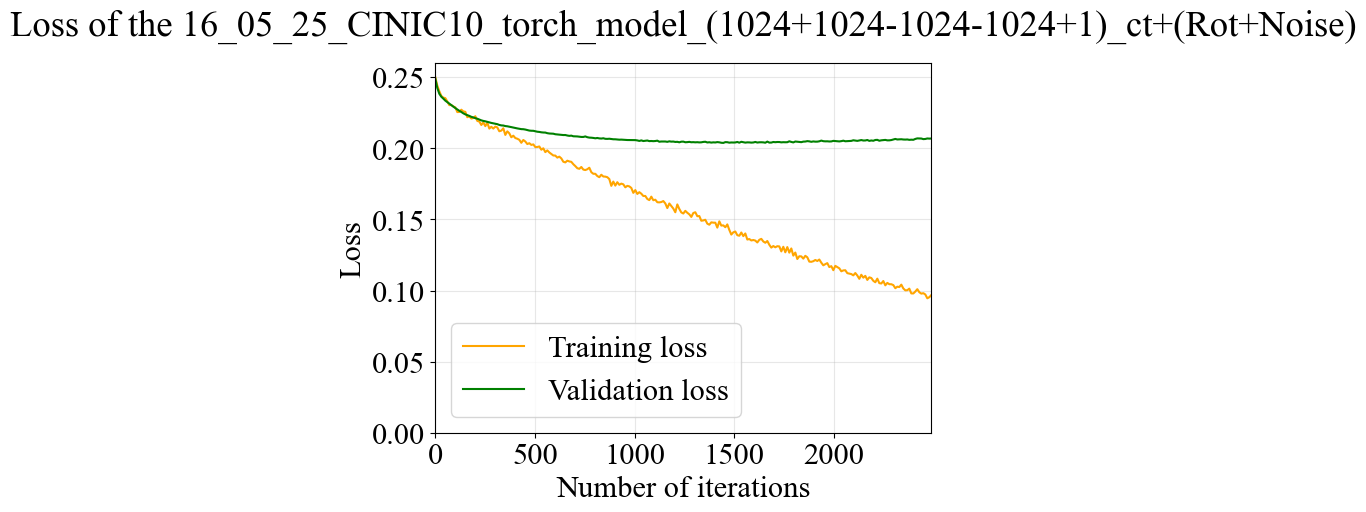 Loss of the 16_05_25_CINIC10_torch_model_(1024+1024-1024-1024+1)_ct+(Rot+Noise)
0.25
0.20
0.15
0.10
0.05
0.00
Loss
Training loss
Validation loss
0 500 1000 1500 2000
Number of iterations